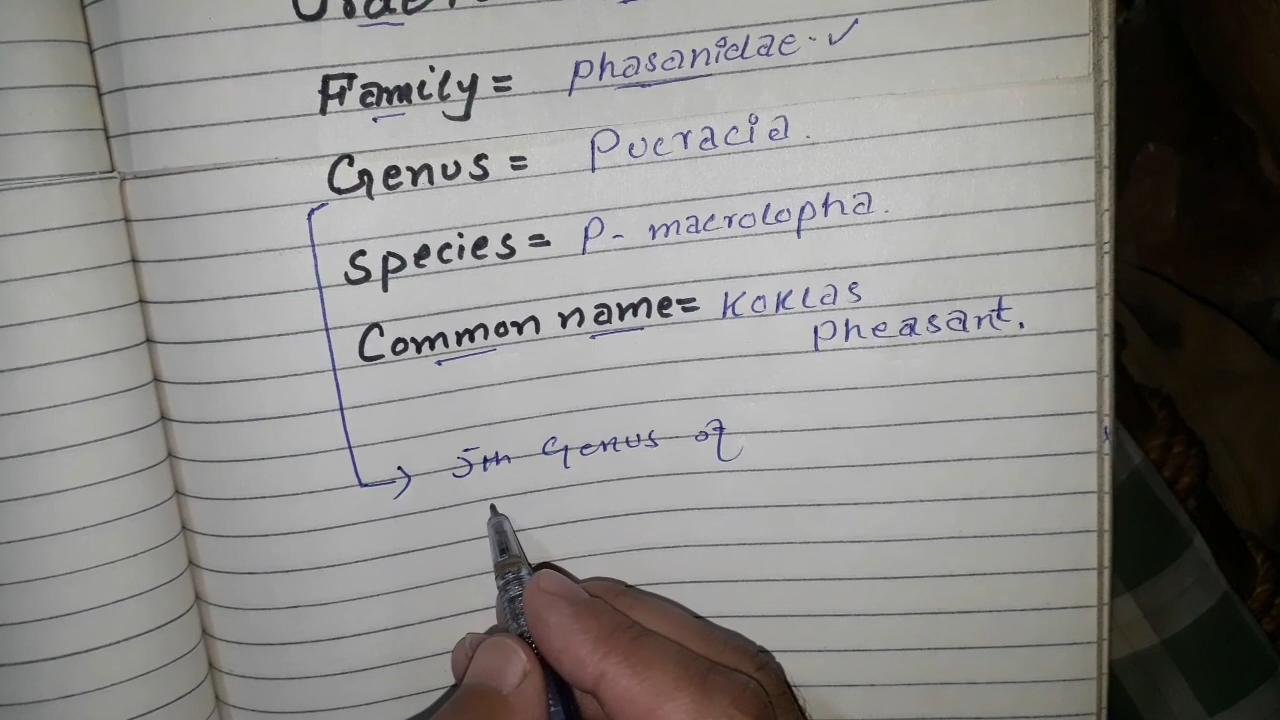 Family= phasanidae. ✓
Genus= Pucracia.
Species= P- macrolopha.
Common name= Koklas
Pheasant.
→ 5th Genus of